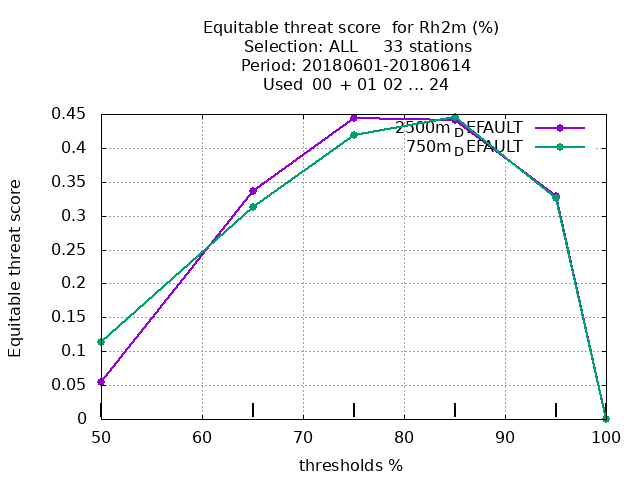 Equitable threat score  for Rh2m (%)
Selection: ALL     33 stations
Period: 20180601-20180614
Used  00 + 01 02 ... 24
2500m_DEFAULT
750m_DEFAULT
Equitable threat score
0.45
0.4
0.35
0.3
0.25
0.2
0.15
0.1
0.05
0
50 60 70 80 90 100
thresholds %